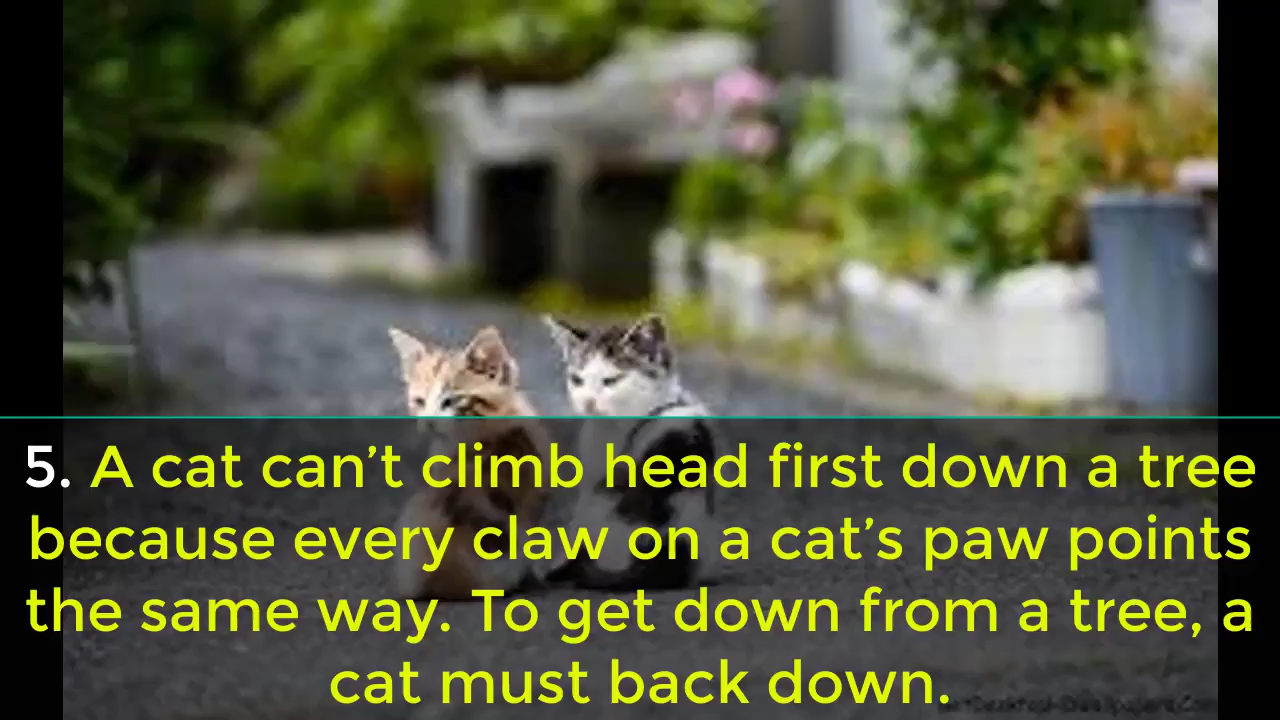 5. A cat can’t climb head first down a tree
because every claw on a cat’s paw points
the same way. To get down from a tree, a
cat must back down.